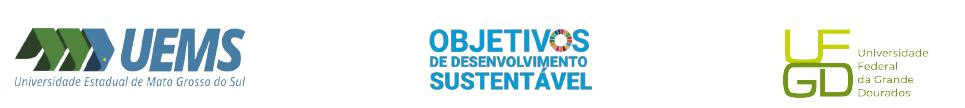 UEMS
Universidade Estadual de Mato Grosso do Sul
OBJETIVOS
DE DESENVOLVIMENTO
SUSTENTÁVEL
UF
GD
Universidade
Federal
da Grande
Dourados